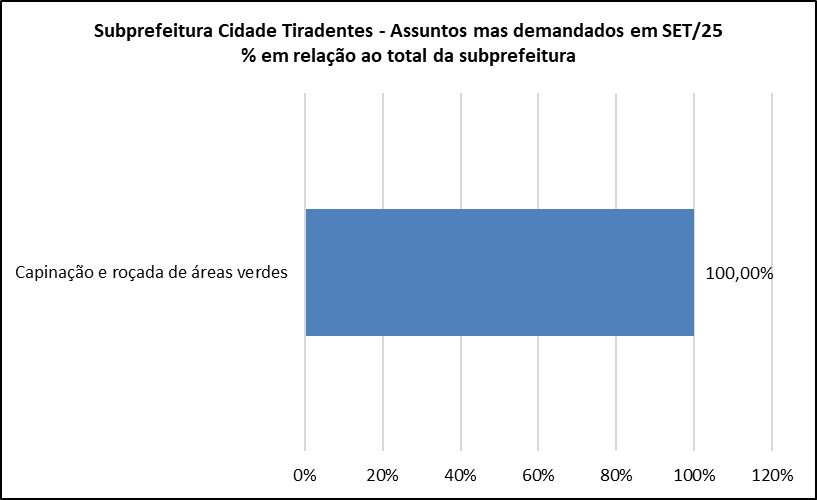 Subprefeitura Cidade Tiradentes - Assuntos mas demandados em SET/25
% em relação ao total da subprefeitura
Capinação e roçada de áreas verdes
100,00%
0% 20% 40% 60% 80% 100% 120%